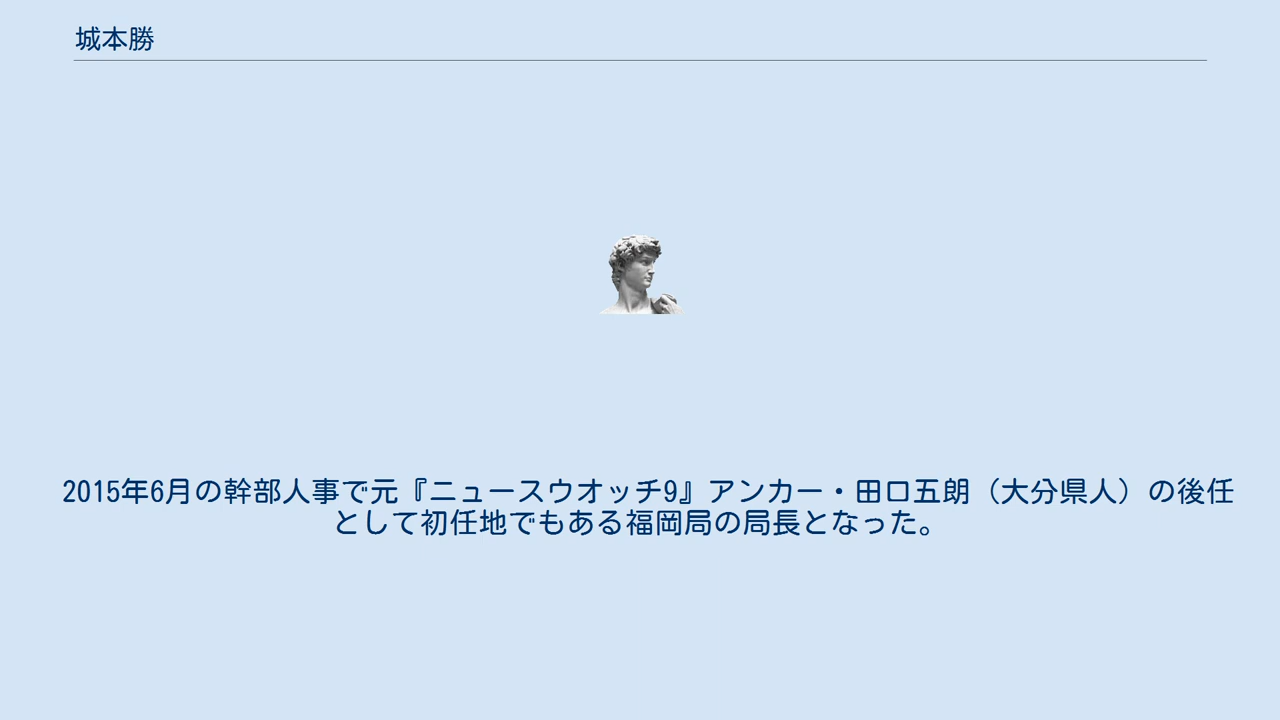 城本勝
2015年6月の幹部人事で元『ニュースウオッチ9』アンカー・田口五朗（大分県人）の後任
として初任地でもある福岡局の局長となった。